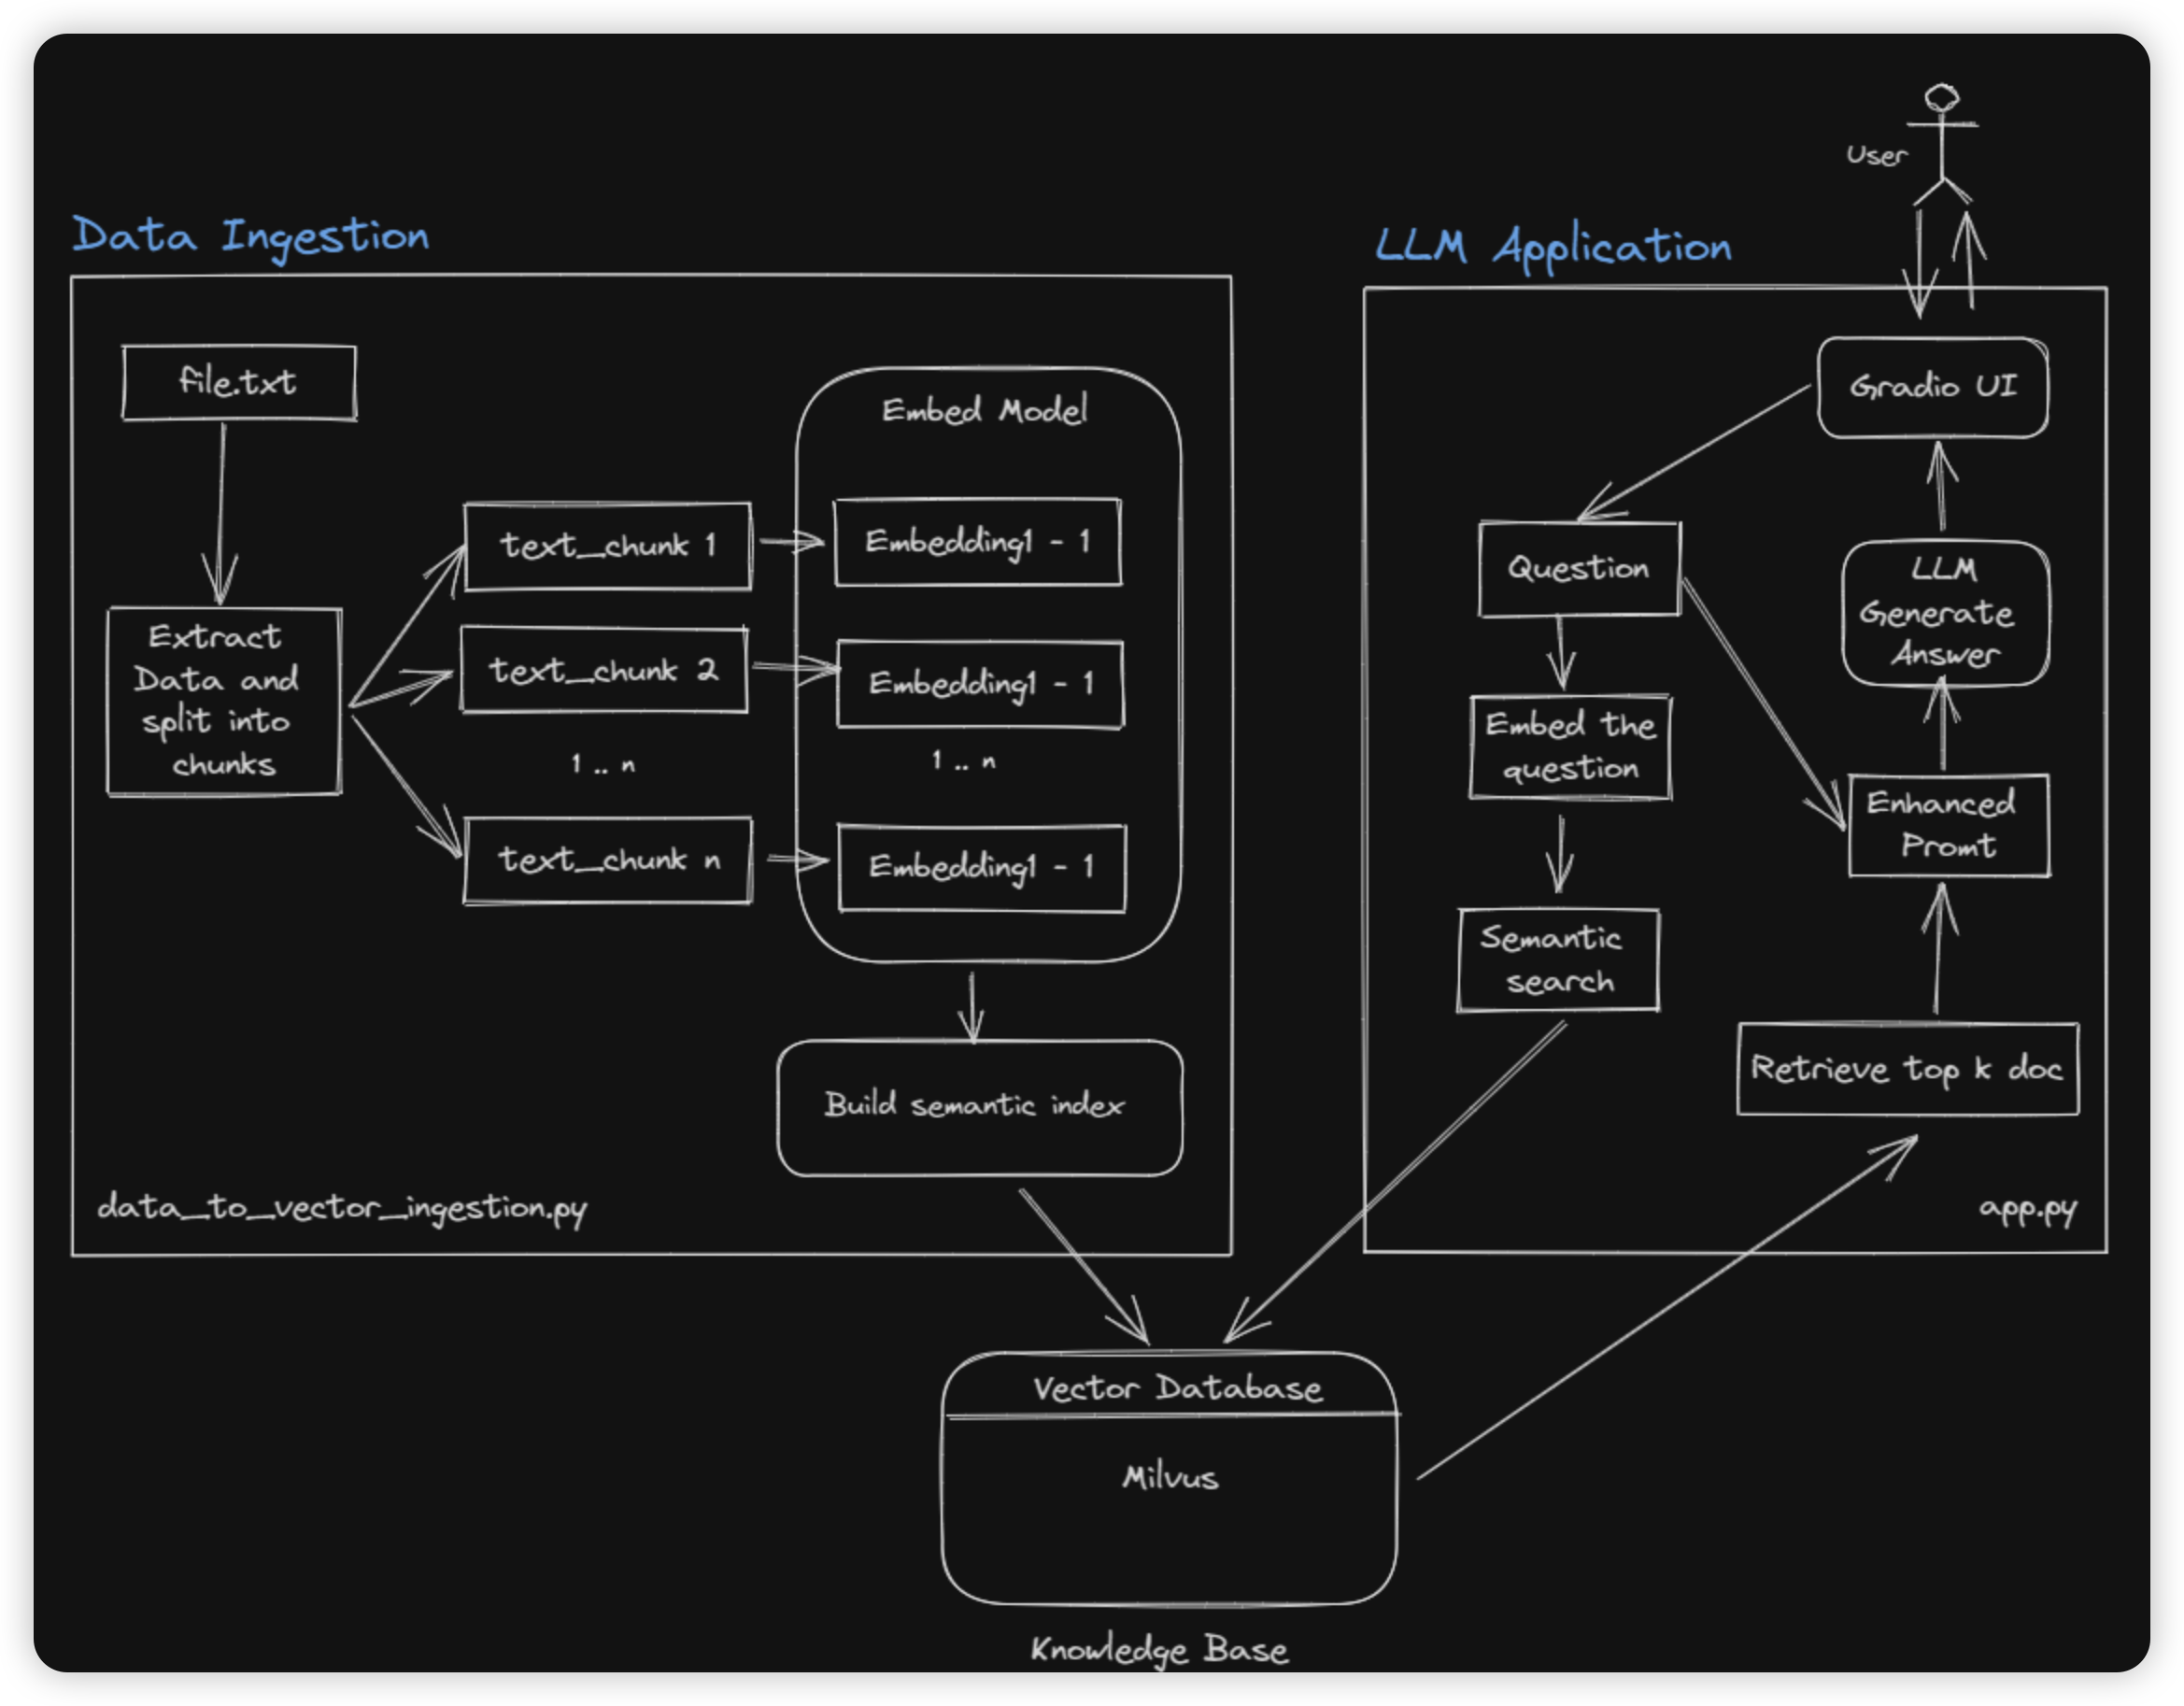 User
Data Ingestion
LLM Application
file.txt
Gradio UI
Embed Model
text_chunk 1
Embedding1 - 1
Question
LLM
Generate
Answer
Extract
Data and
split into
chunks
text_chunk 2
Embedding1 - 1
1 .. n
1 .. n
Embed the
question
Enhanced
Promt
text_chunk n
Embedding1 - 1
Semantic
search
Retrieve top k doc
Build semantic index
data_to_vector_ingestion.py
app.py
Vector Database
Milvus
Knowledge Base